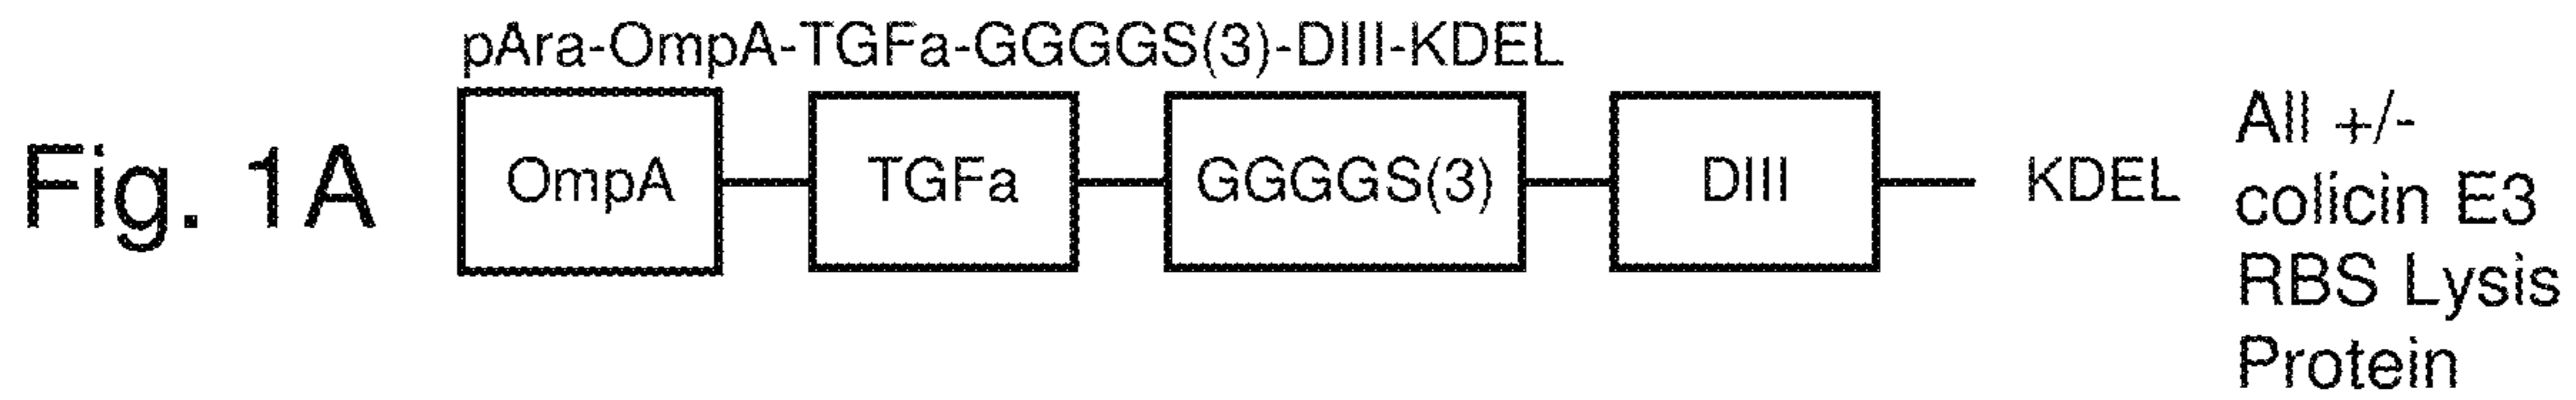 pAra-OmpA-TGFa-GGGGS(3)-DIII-KDEL
Fig. 1A
OmpA
TGFa
GGGGS(3)
DIII
KDEL
All +/-
colicin E3
RBS Lysis
Protein